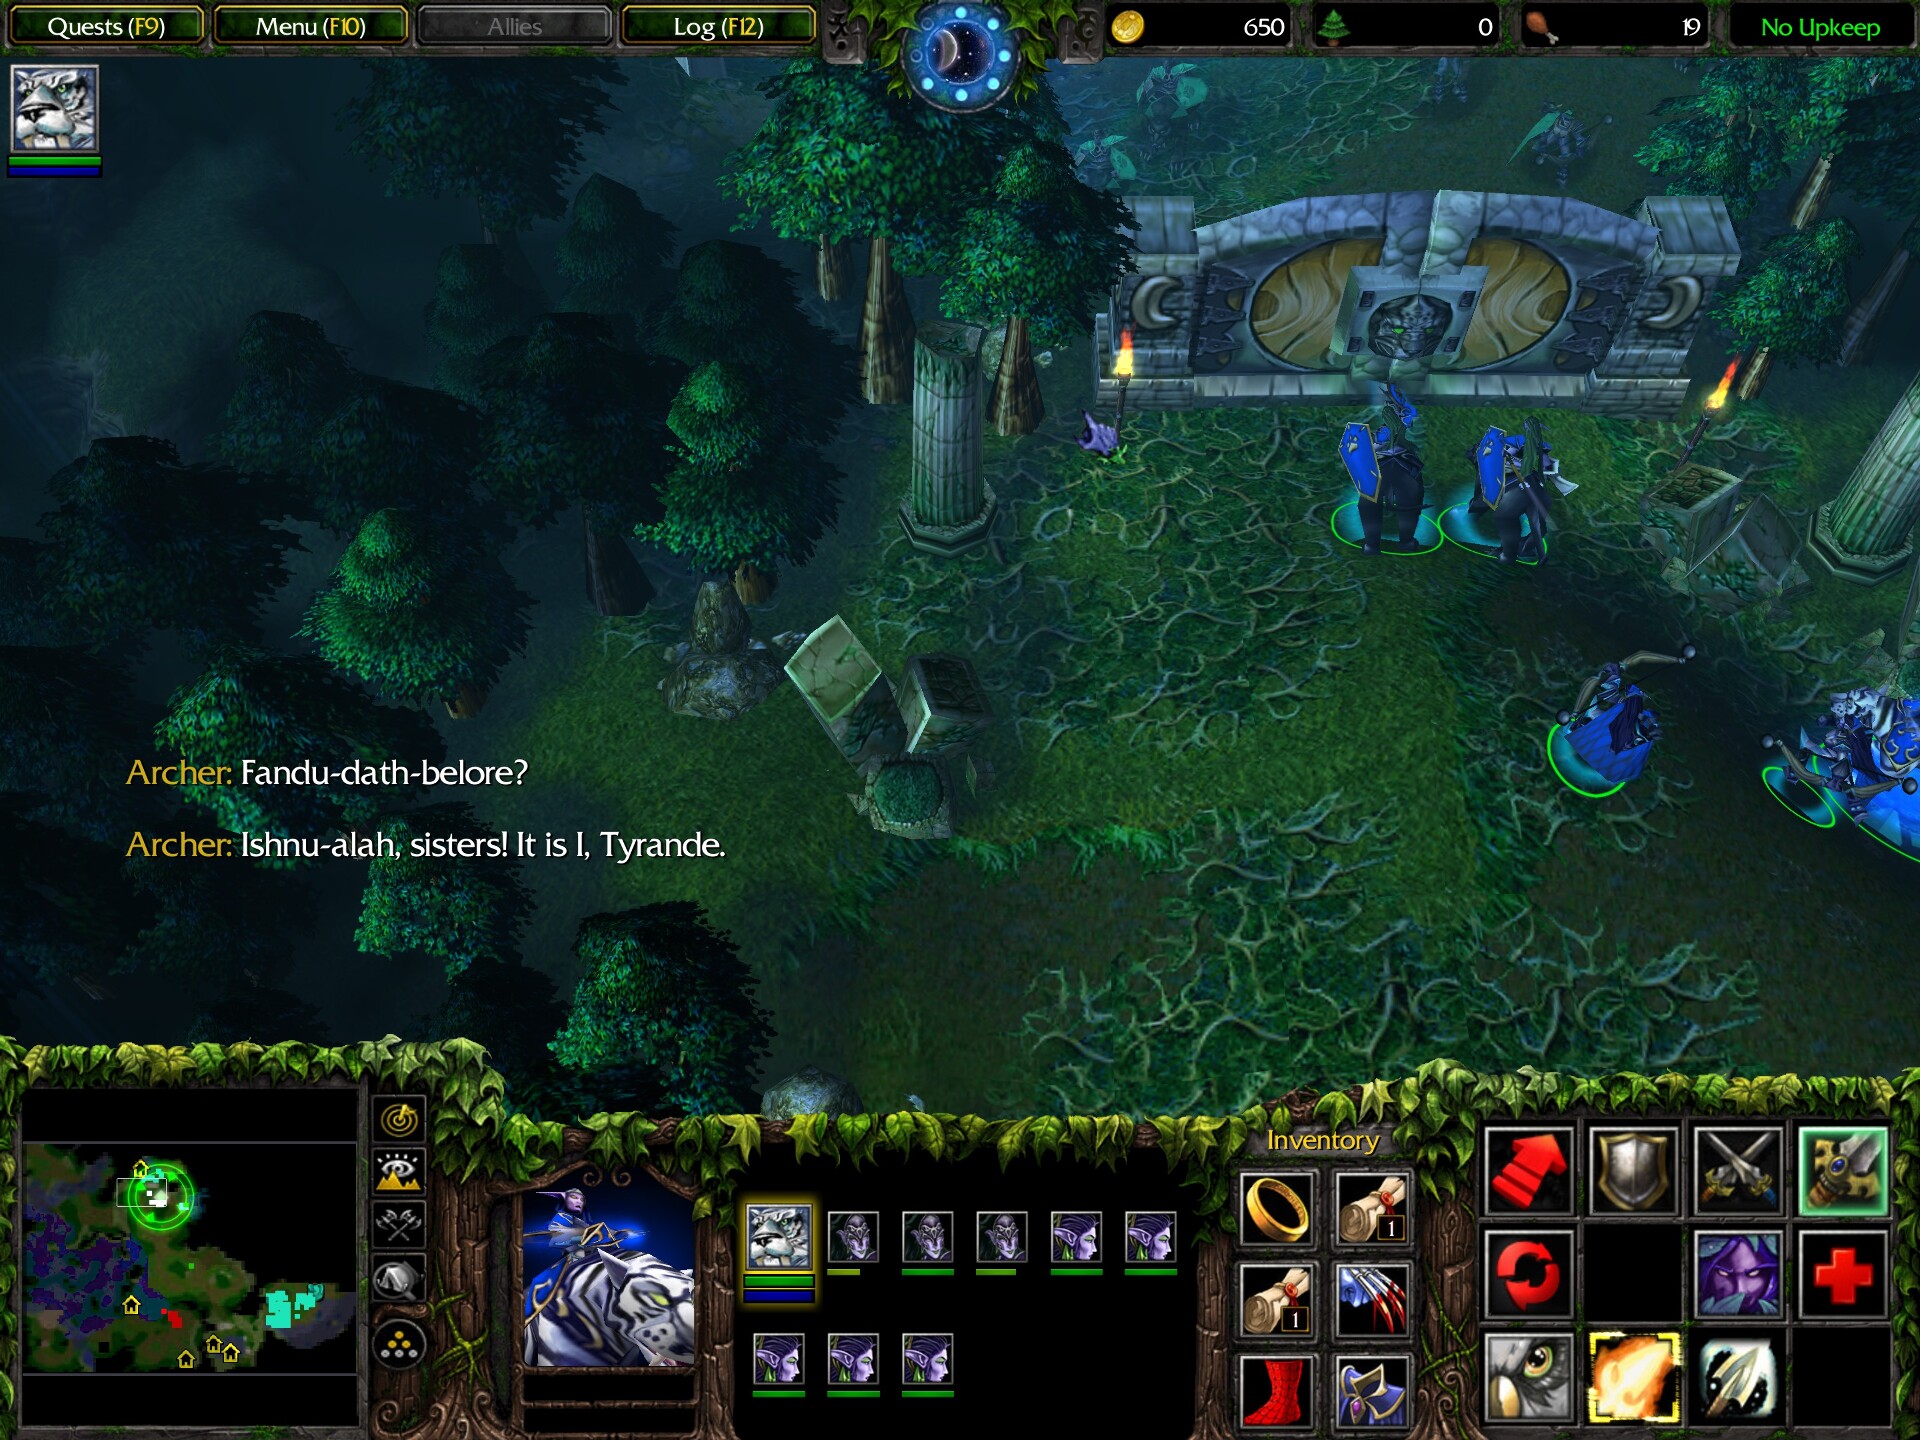 Quests (F9)
Menu (F10)
Allies
Log (F12)
650
0
19
No Upkeep
Archer: Fandu-dath-belore?
Archer: Ishnu-alah, sisters! It is I, Tyrande.
Inventory
1
1